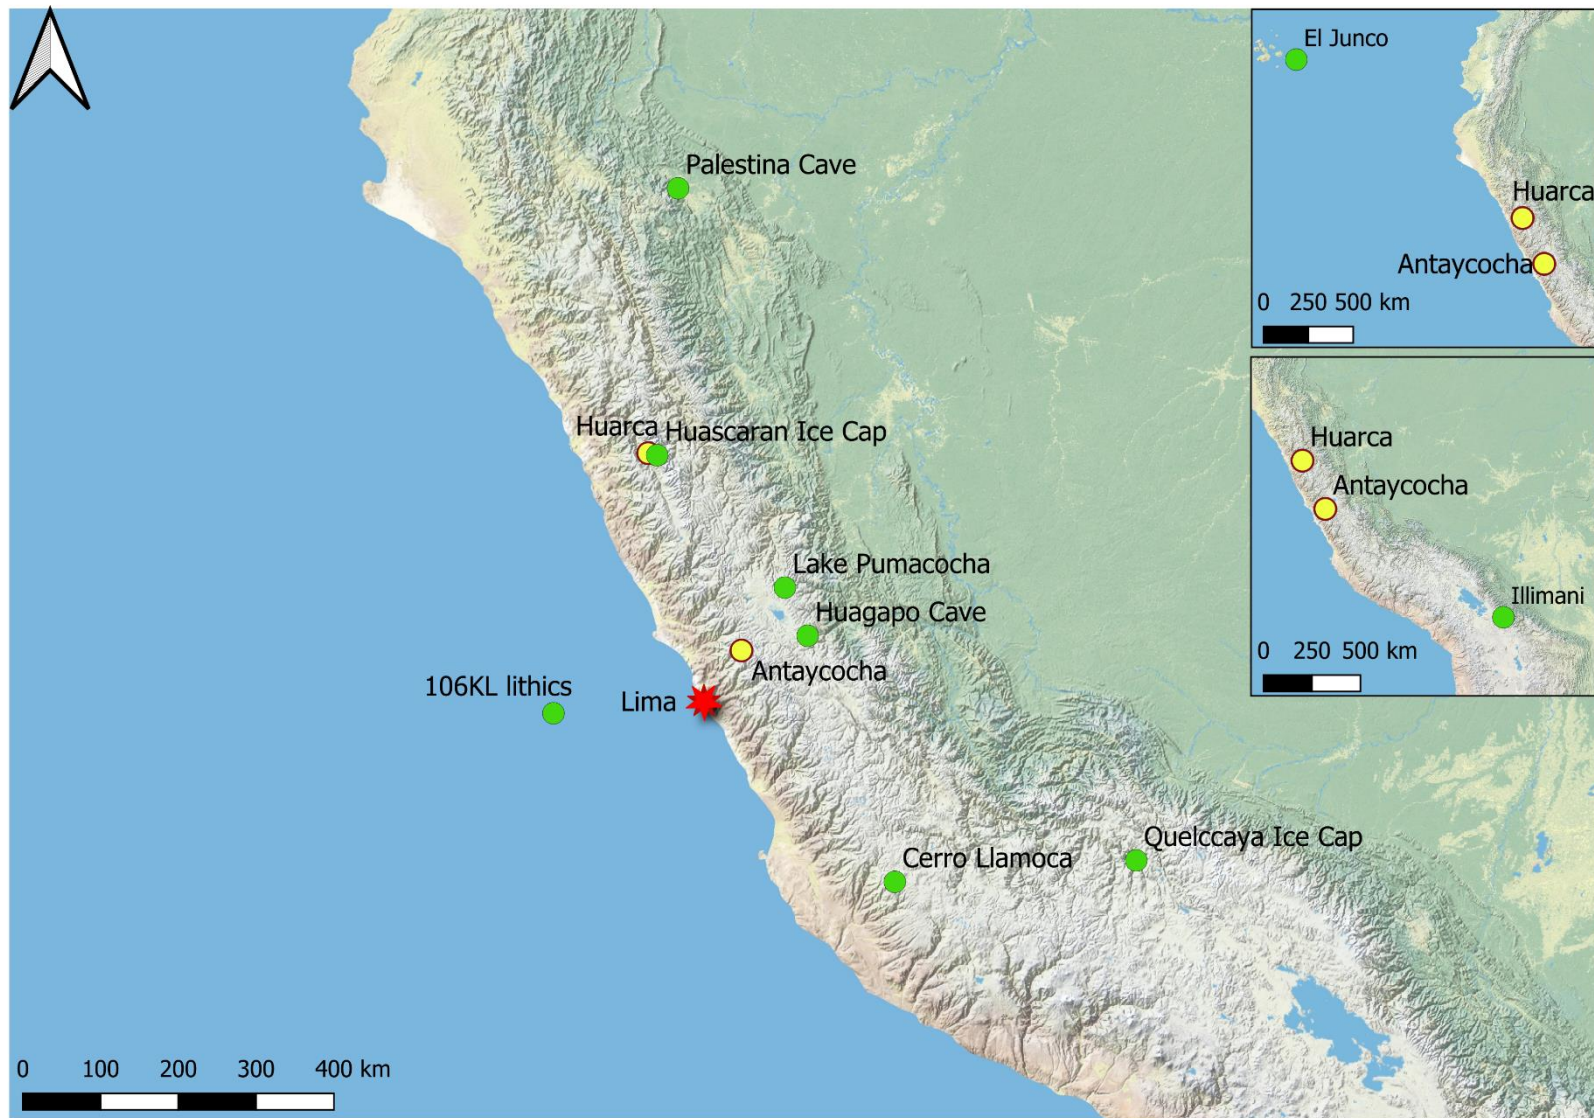 Palestina Cave
Huarca
Huascaran Ice Cap
Lake Pumacocha
Huagapo Cave
Antaycocha
106KL lithics
Lima
Quelccaya Ice Cap
Cerro Llamoca
0 100 200 300 400 km
El Junco
Huarca
Antaycocha
0 250 500 km
Huarca
Antaycocha
Illimani
0 250 500 km